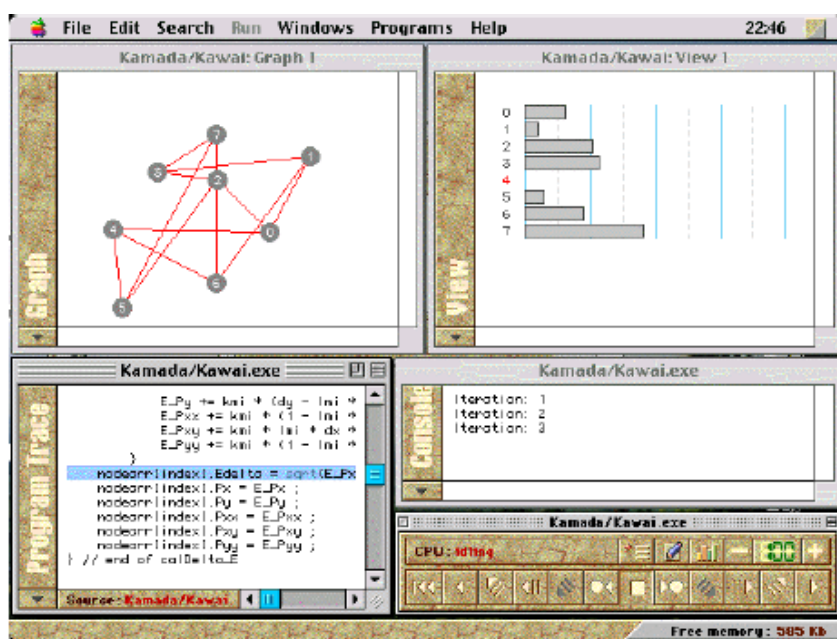 File Edit Search Run Windows Programs Help 22:46
Kamada/Kawai: Graph 1
Graph
7
3
1
2
4
0
6
5
Kamada/Kawai: View 1
View
0
1
2
3
4
5
6
7
Kamada/Kawai.exe
Program Trace
E_Py += kmi * (dy - lmi *
E_Pxx += kmi * (1 - lmi *
E_Pxy += kmi * lmi * dx *
E_Pyy += kmi * (1 - lmi *
}
nodearr[index].Edelta = sqrt(E_Px
nodearr[index].Px = E_Px ;
nodearr[index].Py = E_Py ;
nodearr[index].Pxx = E_Pxx ;
nodearr[index].Pxy = E_Pxy ;
nodearr[index].Pyy = E_Pyy ;
} // end of calDelta_E
Source: Kamada/Kawai
Kamada/Kawai.exe
Console
Iteration: 1
Iteration: 2
Iteration: 3
Kamada/Kawai.exe
CPU: idling
100
Free memory: 585 Kb